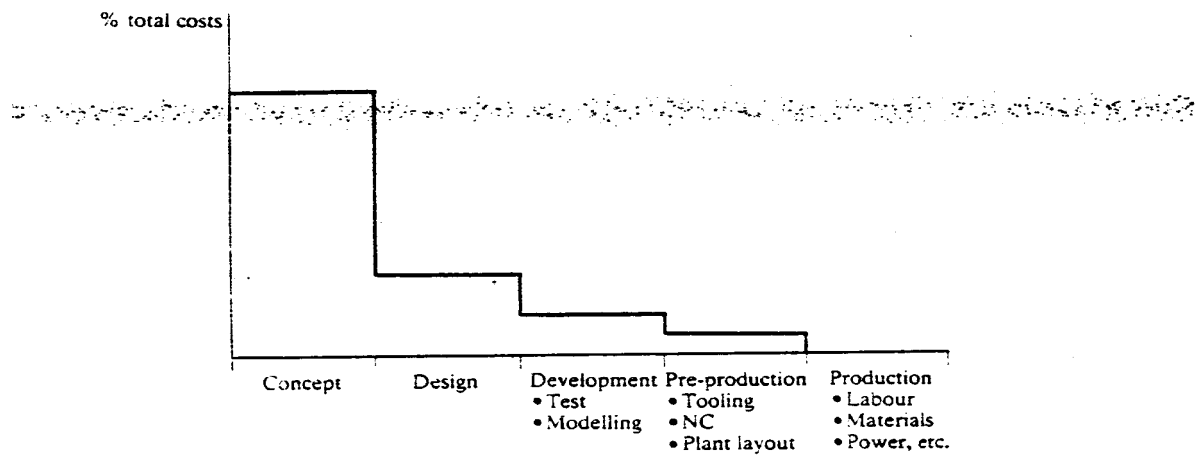 % total costs
Concept
Design
Development
• Test
• Modelling
Pre-production
• Tooling
• NC
• Plant layout
Production
• Labour
• Materials
• Power, etc.